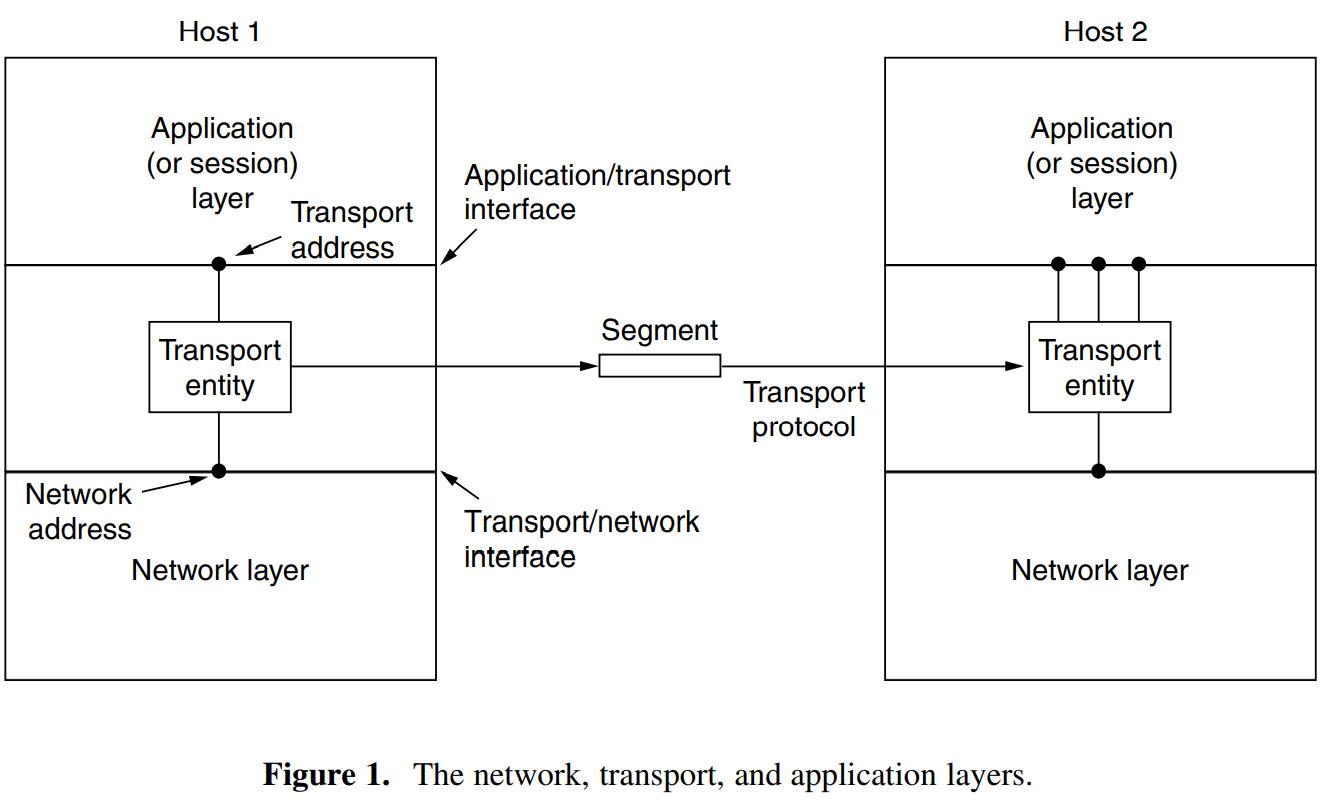 Host 1
Host 2
Application
(or session)
layer
Transport
address
Application/transport
interface
Application
(or session)
layer
Transport
entity
Segment
Transport
protocol
Transport
entity
Network
address
Transport/network
interface
Network layer
Network layer
Figure 1. The network, transport, and application layers.